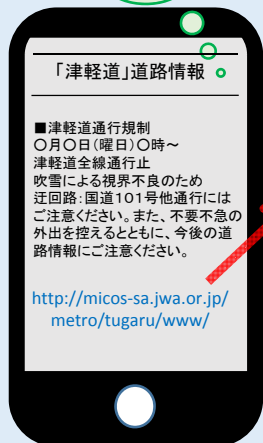 「津軽道」道路情報
■津軽道通行規制
○月○日(曜日)○時~
津軽道全線通行止
吹雪による視界不良のため
迂回路:国道101号他通行には
ご注意ください。また、不要不急の
外出を控えるとともに、今後の道
路情報にご注意ください。
http://micos-sa.jwa.or.jp/
metro/tugaru/www/